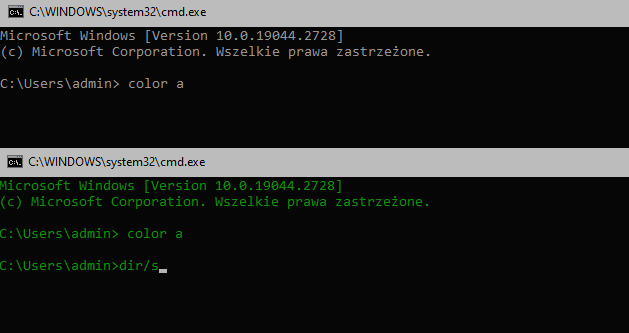 C:\WINDOWS\system32\cmd.exe
Microsoft Windows [Version 10.0.19044.2728]
(c) Microsoft Corporation. Wszelkie prawa zastrzeżone.
C:\Users\admin> color a
C:\WINDOWS\system32\cmd.exe
Microsoft Windows [Version 10.0.19044.2728]
(c) Microsoft Corporation. Wszelkie prawa zastrzeżone.
C:\Users\admin> color a
C:\Users\admin>dir/s